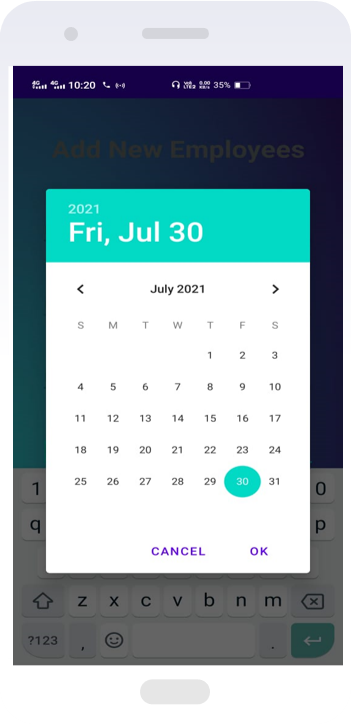 4G 4G 10:20 Vo) LTE2 0.00 KB/s 35%
Add New Employees
2021
Fri, Jul 30
July 2021
S M T W T F S
1 2 3
4 5 6 7 8 9 10
11 12 13 14 15 16 17
18 19 20 21 22 23 24
25 26 27 28 29 30 31
CANCEL OK
1 0
q p
z x c v b n m
?123 , .